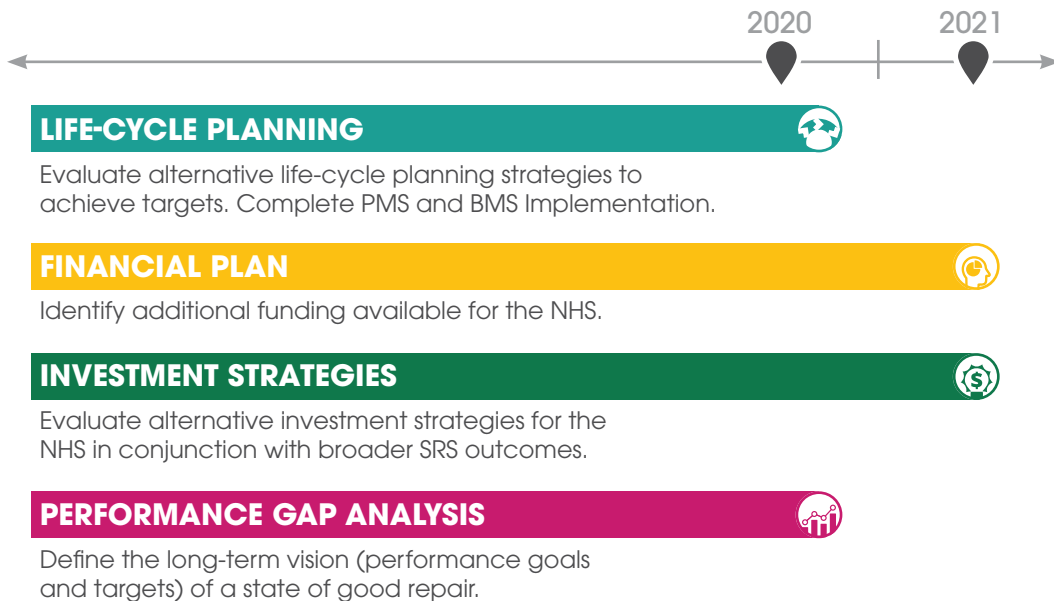 2020 2021
LIFE-CYCLE PLANNING
Evaluate alternative life-cycle planning strategies to
achieve targets. Complete PMS and BMS Implementation.
FINANCIAL PLAN
Identify additional funding available for the NHS.
INVESTMENT STRATEGIES
$
Evaluate alternative investment strategies for the
NHS in conjunction with broader SRS outcomes.
PERFORMANCE GAP ANALYSIS
Define the long-term vision (performance goals
and targets) of a state of good repair.